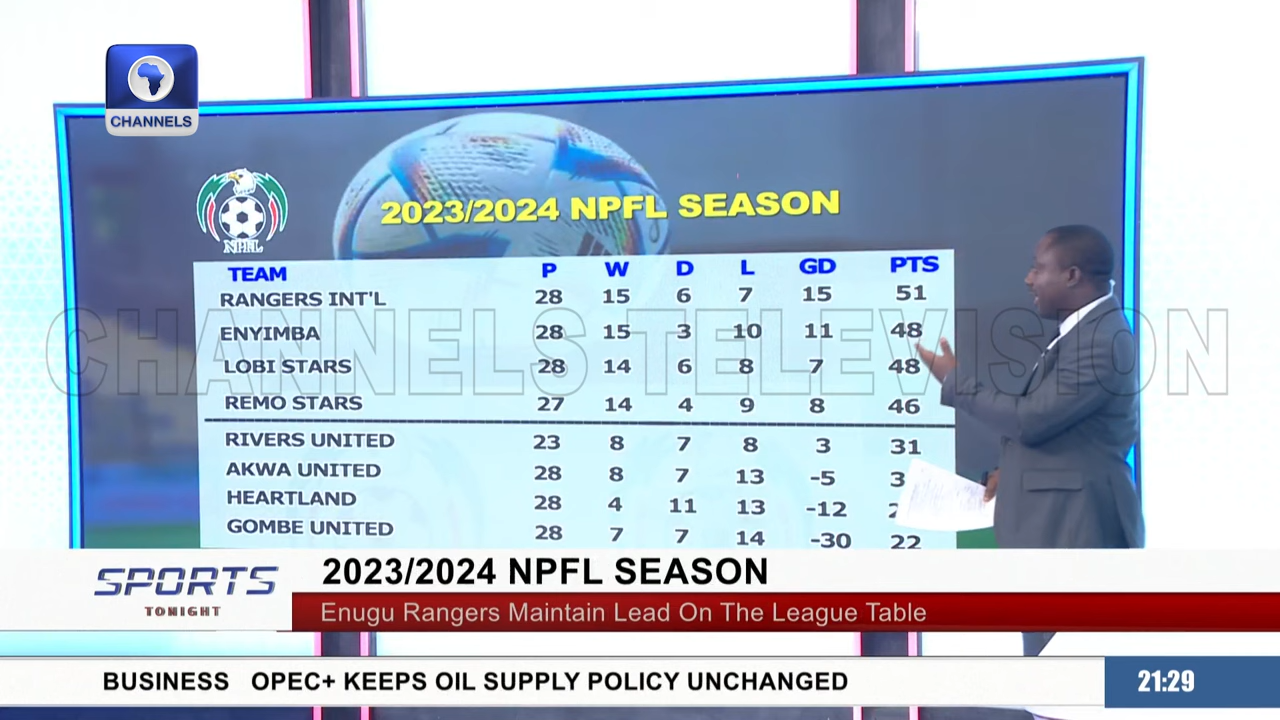 CHANNELS
NPFL
2023/2024 NPFL SEASON
TEAM P W D L GD PTS
RANGERS INT'L 28 15 6 7 15 51
ENYIMBA 28 15 3 10 11 48
LOBI STARS 28 14 6 8 7 48
REMO STARS 27 14 4 9 8 46
RIVERS UNITED 23 8 7 8 3 31
AKWA UNITED 28 8 7 13 -5 3
HEARTLAND 28 4 11 13 -12
GOMBE UNITED 28 7 7 14 -30 22
CHANNELS TELEVISION
SPORTS
TONIGHT
2023/2024 NPFL SEASON
Enugu Rangers Maintain Lead On The League Table
BUSINESS OPEC+ KEEPS OIL SUPPLY POLICY UNCHANGED
21:29